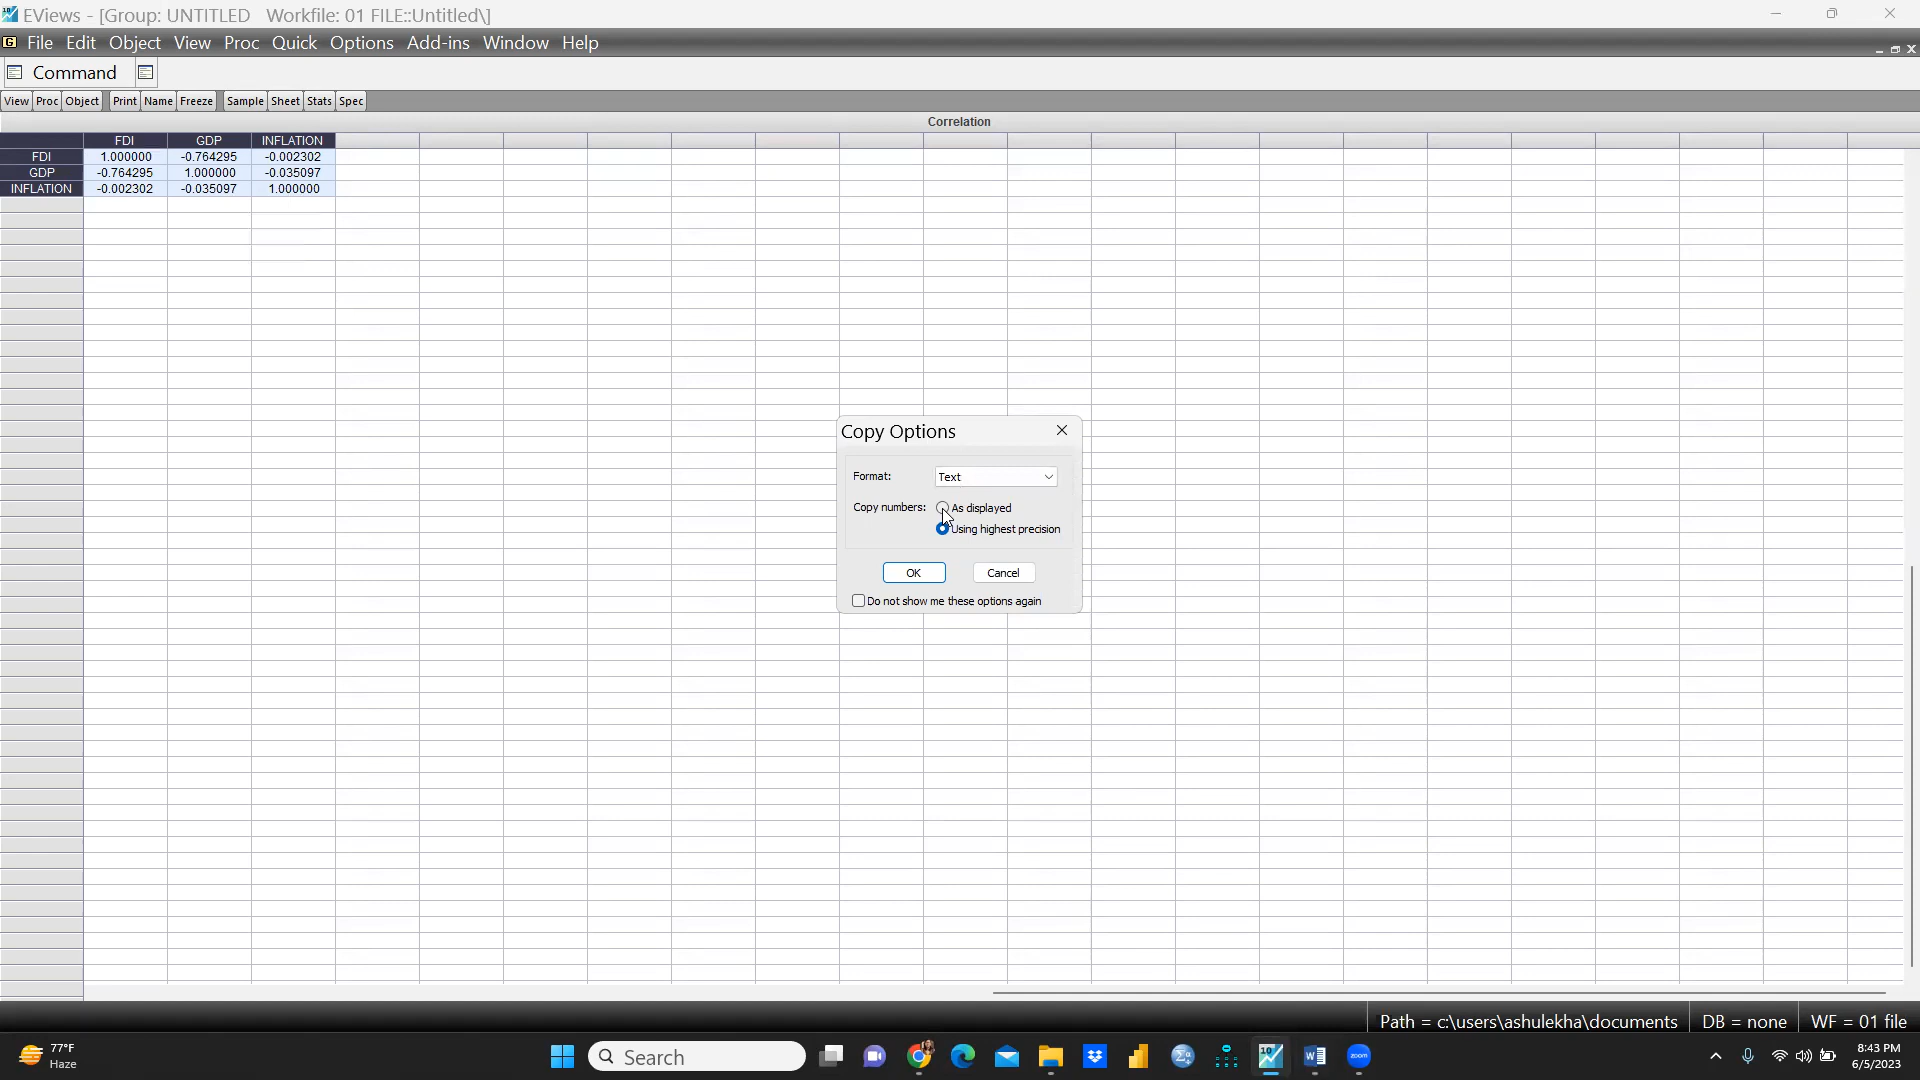 EViews - [Group: UNTITLED   Workfile: 01 FILE::Untitled\]
File Edit Object View Proc Quick Options Add-ins Window Help
Command
View Proc Object Print Name Freeze Sample Sheet Stats Spec
Correlation
FDI GDP INFLATION
FDI 1.000000 -0.764295 -0.002302
GDP -0.764295 1.000000 -0.035097
INFLATION -0.002302 -0.035097 1.000000
Copy Options
Format: Text
Copy numbers: As displayed
Using highest precision
OK Cancel
Do not show me these options again
Path = c:\users\ashulekha\documents DB = none WF = 01 file
77°F
Haze
Search
zoom
8:43 PM
6/5/2023